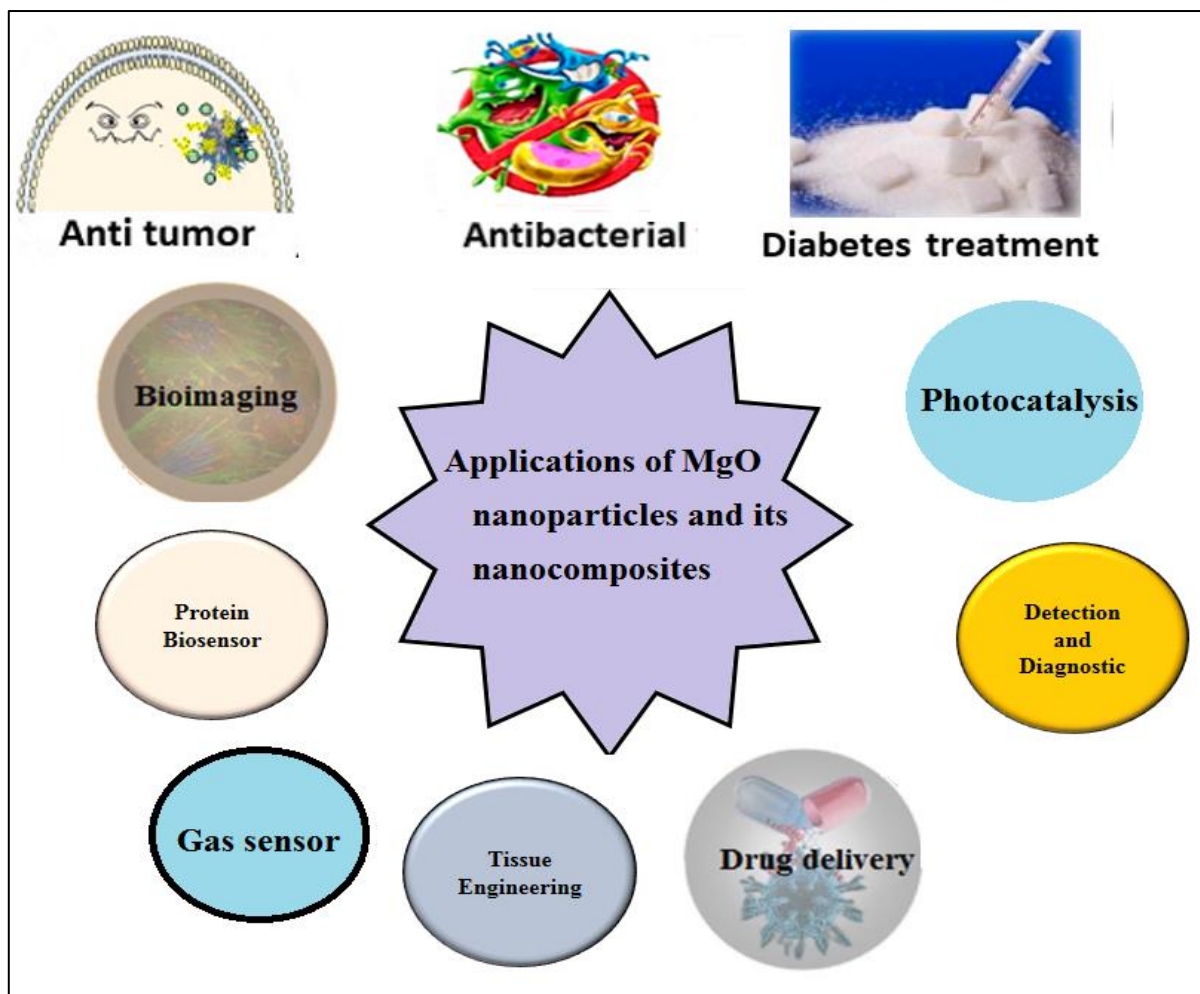 Anti tumor
Antibacterial
Diabetes treatment
Bioimaging
Applications of MgO
nanoparticles and its
nanocomposites
Photocatalysis
Protein
Biosensor
Detection
and
Diagnostic
Gas sensor
Tissue
Engineering
Drug delivery